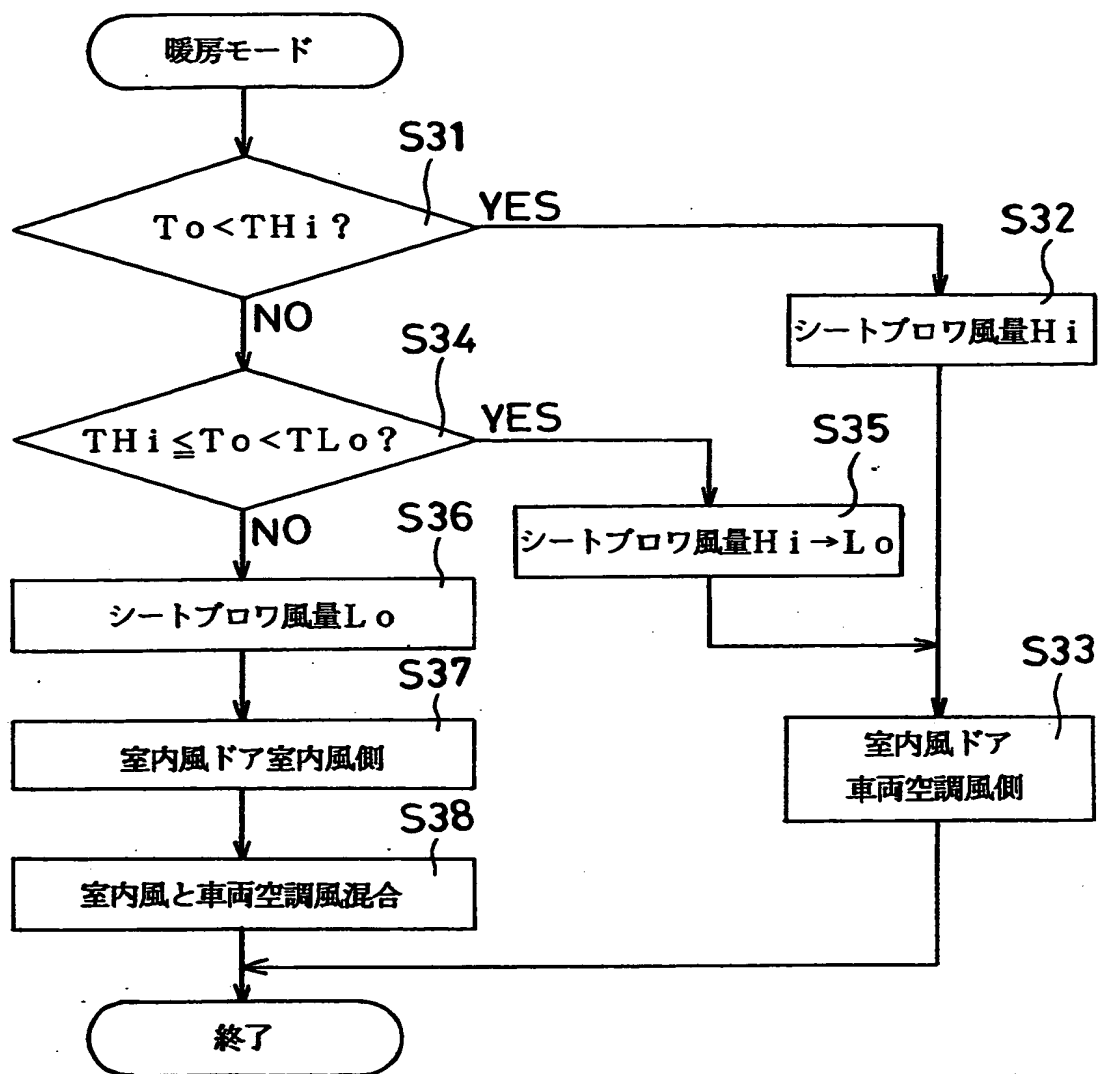 暖房モード
S31
To<THi?
YES
S32
シートブロワ風量Hi
NO
S34
THi≦To<TLo?
YES
S35
シートブロワ風量Hi→Lo
NO
S36
シートブロワ風量Lo
S37
室内風ドア室内風側
S33
室内風ドア
車両空調風側
S38
室内風と車両空調風混合
終了